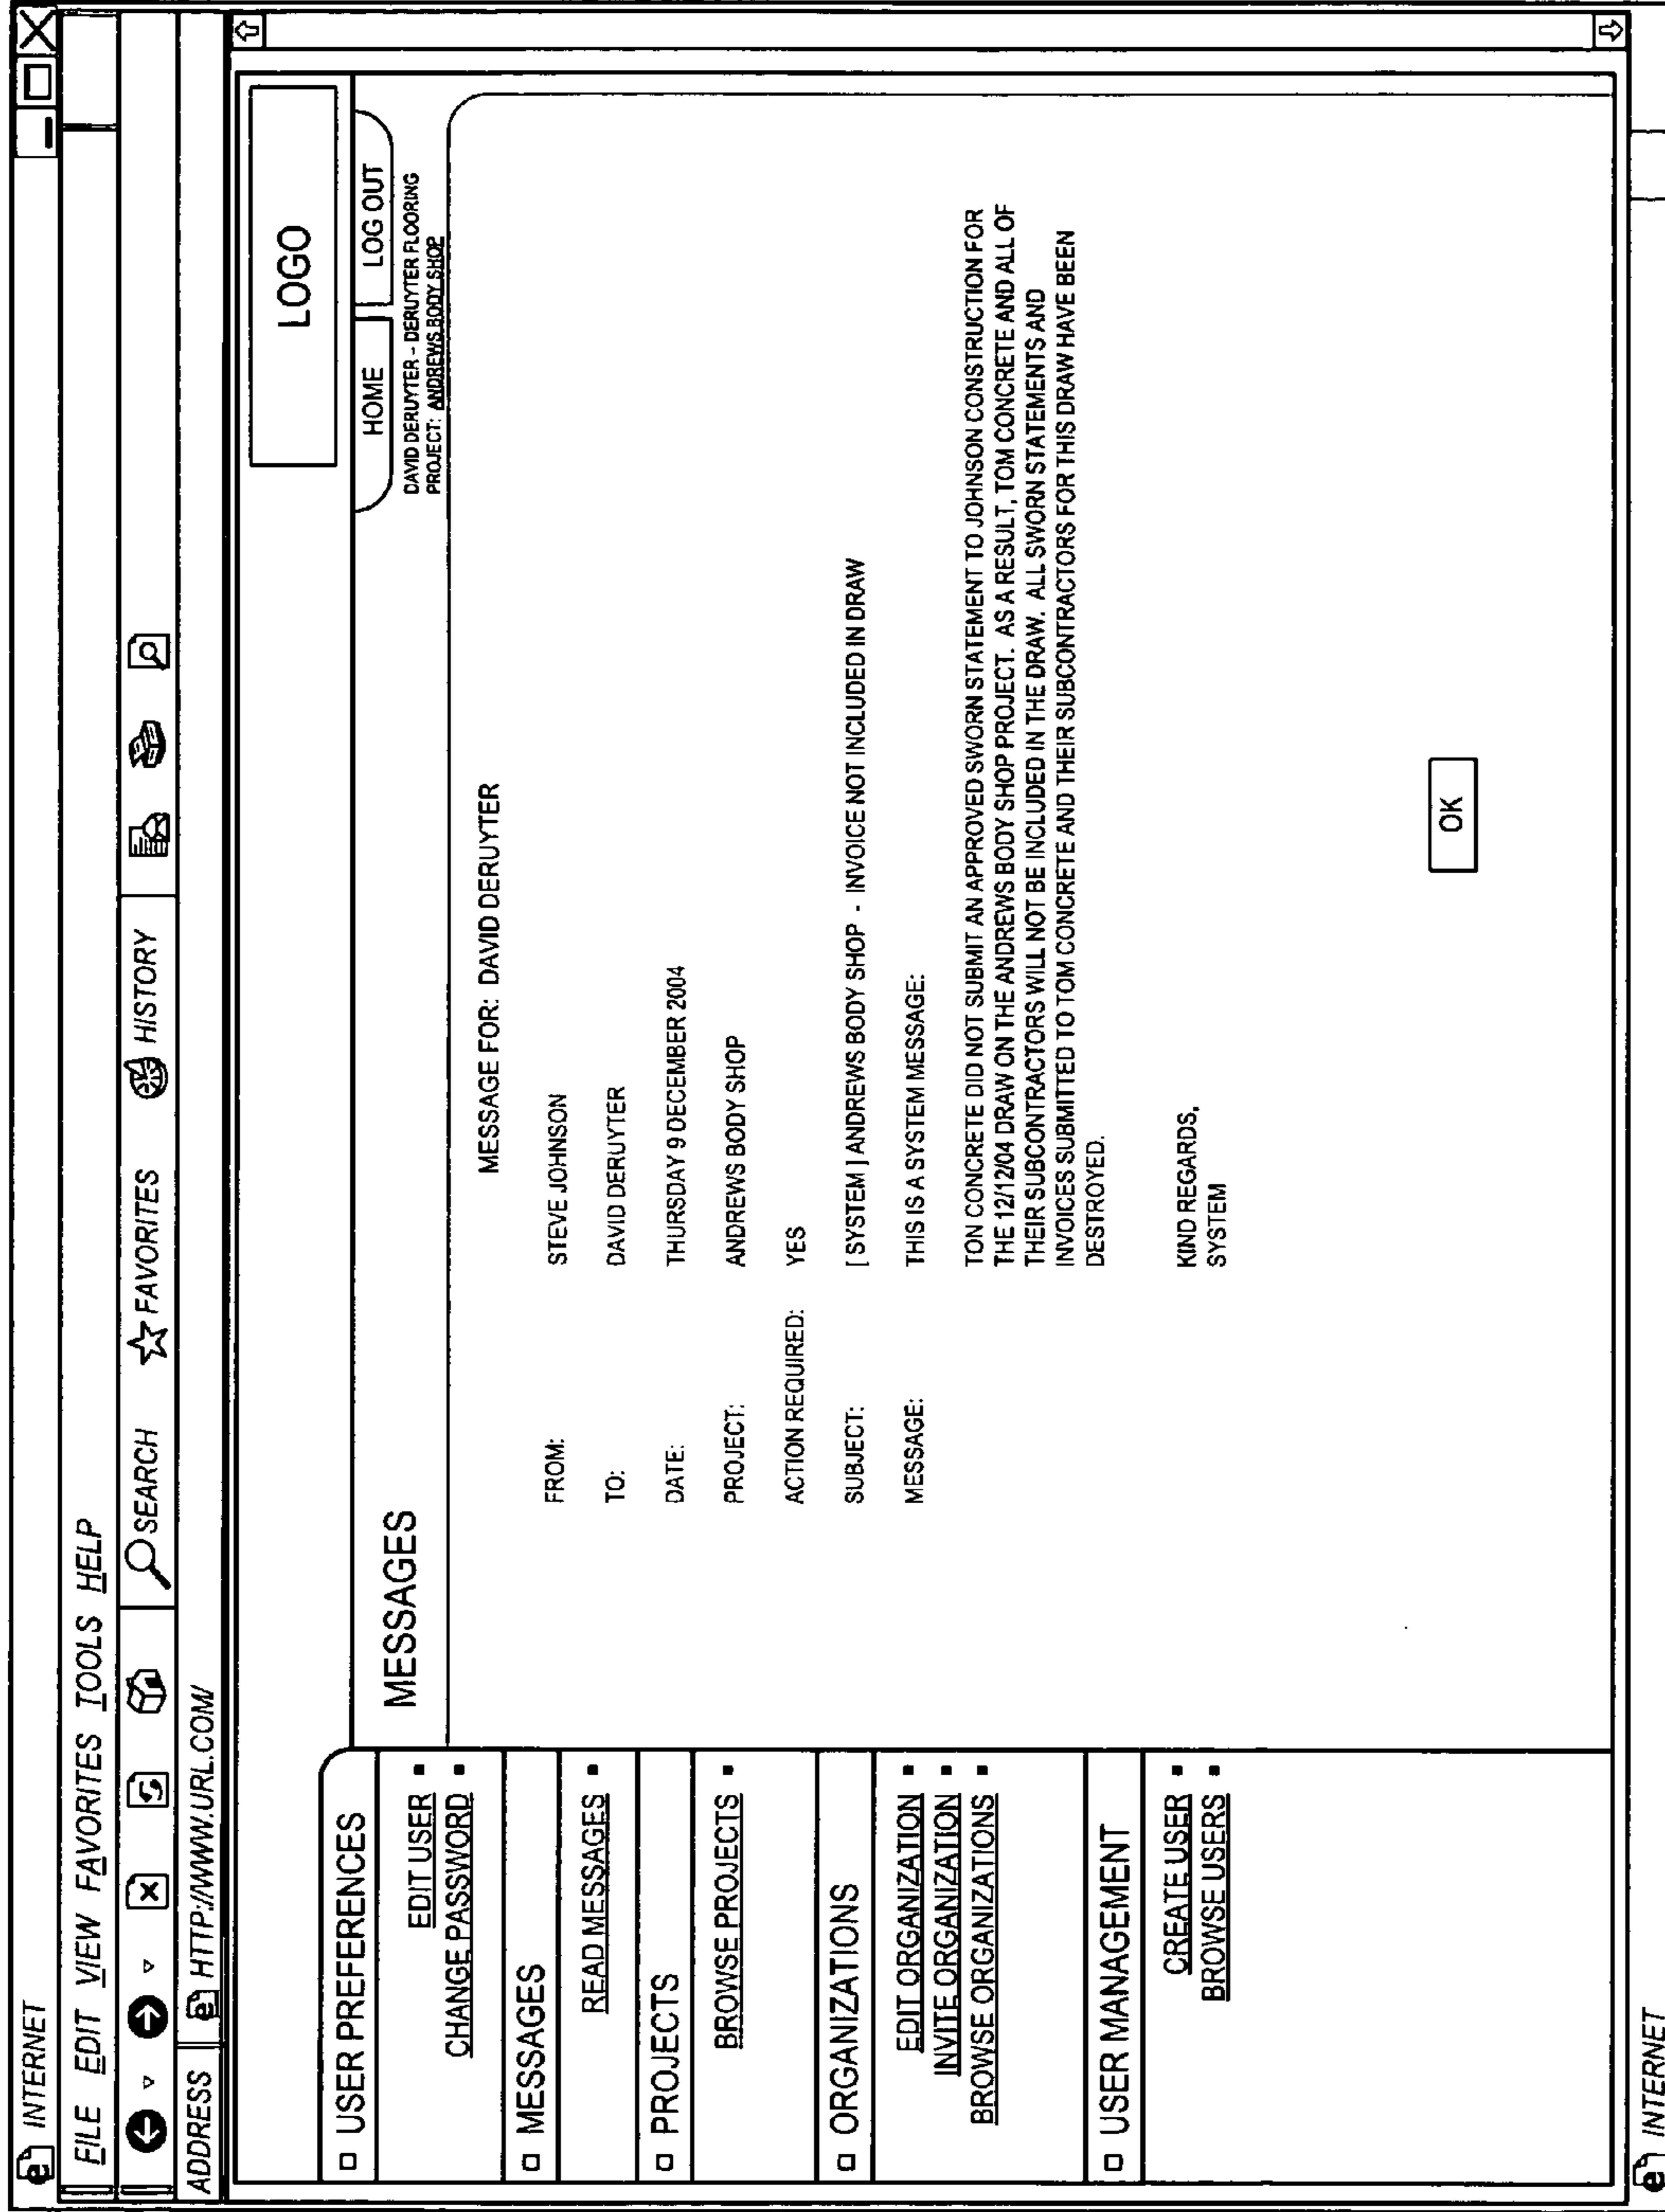 INTERNET
FILE EDIT VIEW FAVORITES TOOLS HELP
SEARCH FAVORITES HISTORY
ADDRESS HTTP://WWW.URL.COM/
LOGO
HOME LOG OUT
DAVID DERUYTER - DERUYTER FLOORING
PROJECT: ANDREWS BODY SHOP
USER PREFERENCES
EDIT USER
CHANGE PASSWORD
MESSAGES
READ MESSAGES
PROJECTS
BROWSE PROJECTS
ORGANIZATIONS
EDIT ORGANIZATION
INVITE ORGANIZATION
BROWSE ORGANIZATIONS
USER MANAGEMENT
CREATE USER
BROWSE USERS
MESSAGES
MESSAGE FOR: DAVID DERUYTER
FROM: STEVE JOHNSON
TO: DAVID DERUYTER
DATE: THURSDAY 9 DECEMBER 2004
PROJECT: ANDREWS BODY SHOP
ACTION REQUIRED: YES
SUBJECT: [ SYSTEM ] ANDREWS BODY SHOP - INVOICE NOT INCLUDED IN DRAW
MESSAGE: THIS IS A SYSTEM MESSAGE:
TON CONCRETE DID NOT SUBMIT AN APPROVED SWORN STATEMENT TO JOHNSON CONSTRUCTION FOR
THE 12/12/04 DRAW ON THE ANDREWS BODY SHOP PROJECT. AS A RESULT, TOM CONCRETE AND ALL OF
THEIR SUBCONTRACTORS WILL NOT BE INCLUDED IN THE DRAW. ALL SWORN STATEMENTS AND
INVOICES SUBMITTED TO TOM CONCRETE AND THEIR SUBCONTRACTORS FOR THIS DRAW HAVE BEEN
DESTROYED.
KIND REGARDS,
SYSTEM
OK
INTERNET